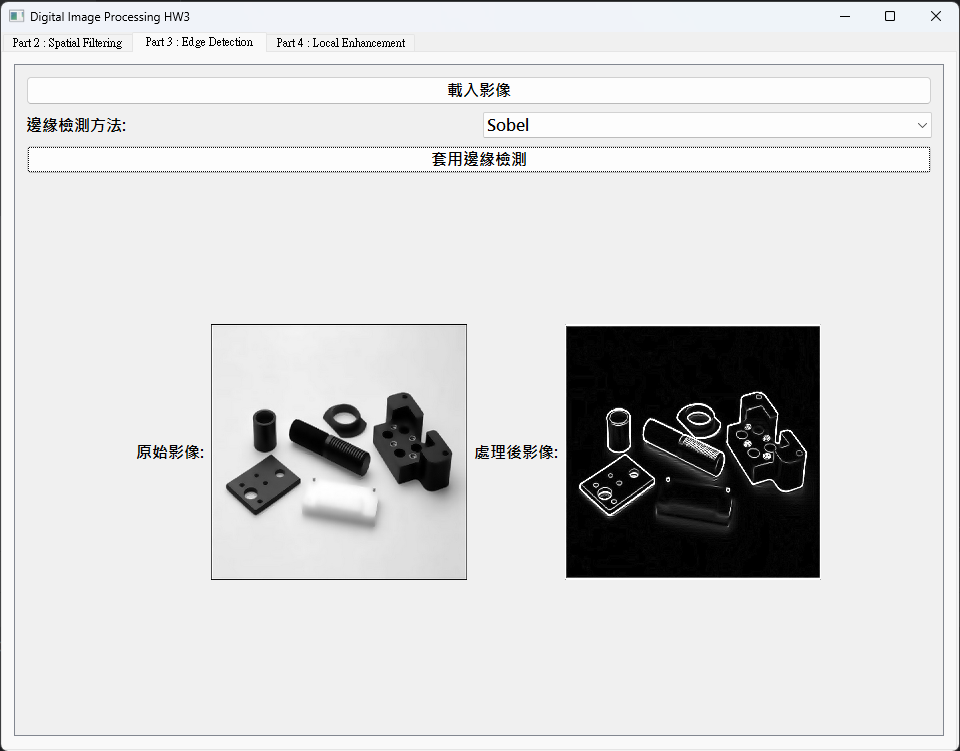 Digital Image Processing HW3
Part 2 : Spatial Filtering Part 3 : Edge Detection Part 4 : Local Enhancement
載入影像
邊緣檢測方法: Sobel
套用邊緣檢測
原始影像: 處理後影像: